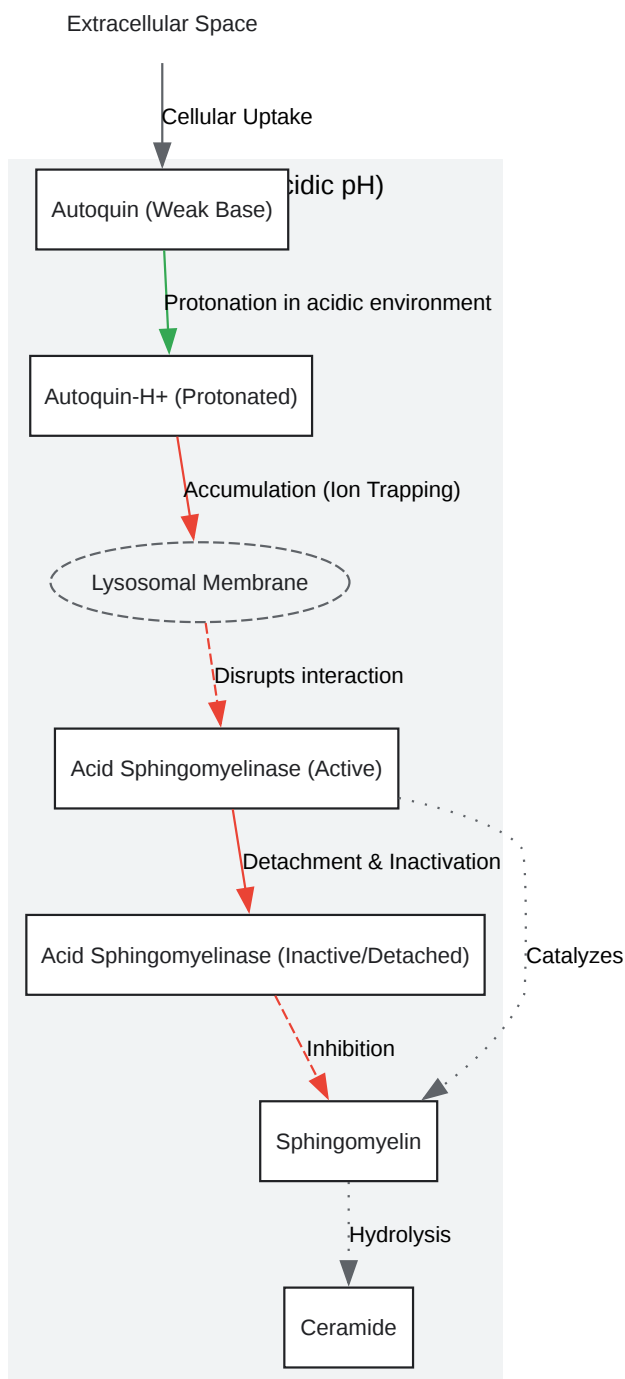 Extracellular Space
Cellular Uptake
cidic pH)
Autoquin (Weak Base)
Protonation in acidic environment
Autoquin-H+ (Protonated)
Accumulation (Ion Trapping)
Lysosomal Membrane
Disrupts interaction
Acid Sphingomyelinase (Active)
Detachment & Inactivation
Acid Sphingomyelinase (Inactive/Detached)
Catalyzes
Inhibition
Sphingomyelin
Hydrolysis
Ceramide